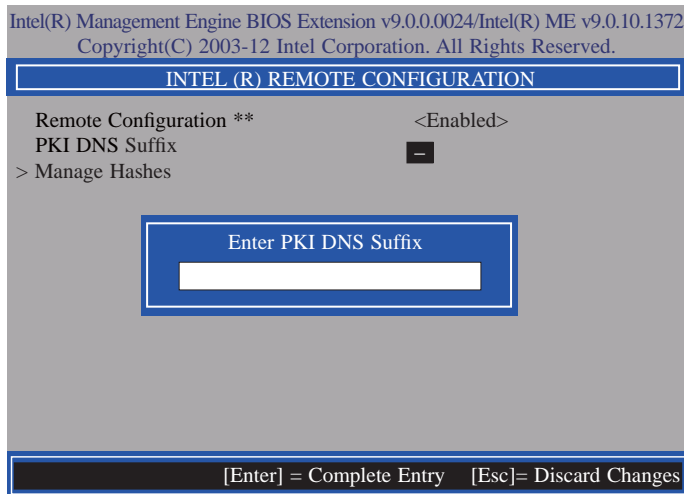 Intel(R) Management Engine BIOS Extension v9.0.0.0024/Intel(R) ME v9.0.10.1372
Copyright(C) 2003-12 Intel Corporation. All Rights Reserved.
INTEL (R) REMOTE CONFIGURATION
Remote Configuration ** <Enabled>
PKI DNS Suffix –
> Manage Hashes
Enter PKI DNS Suffix
[Enter] = Complete Entry [Esc]= Discard Changes